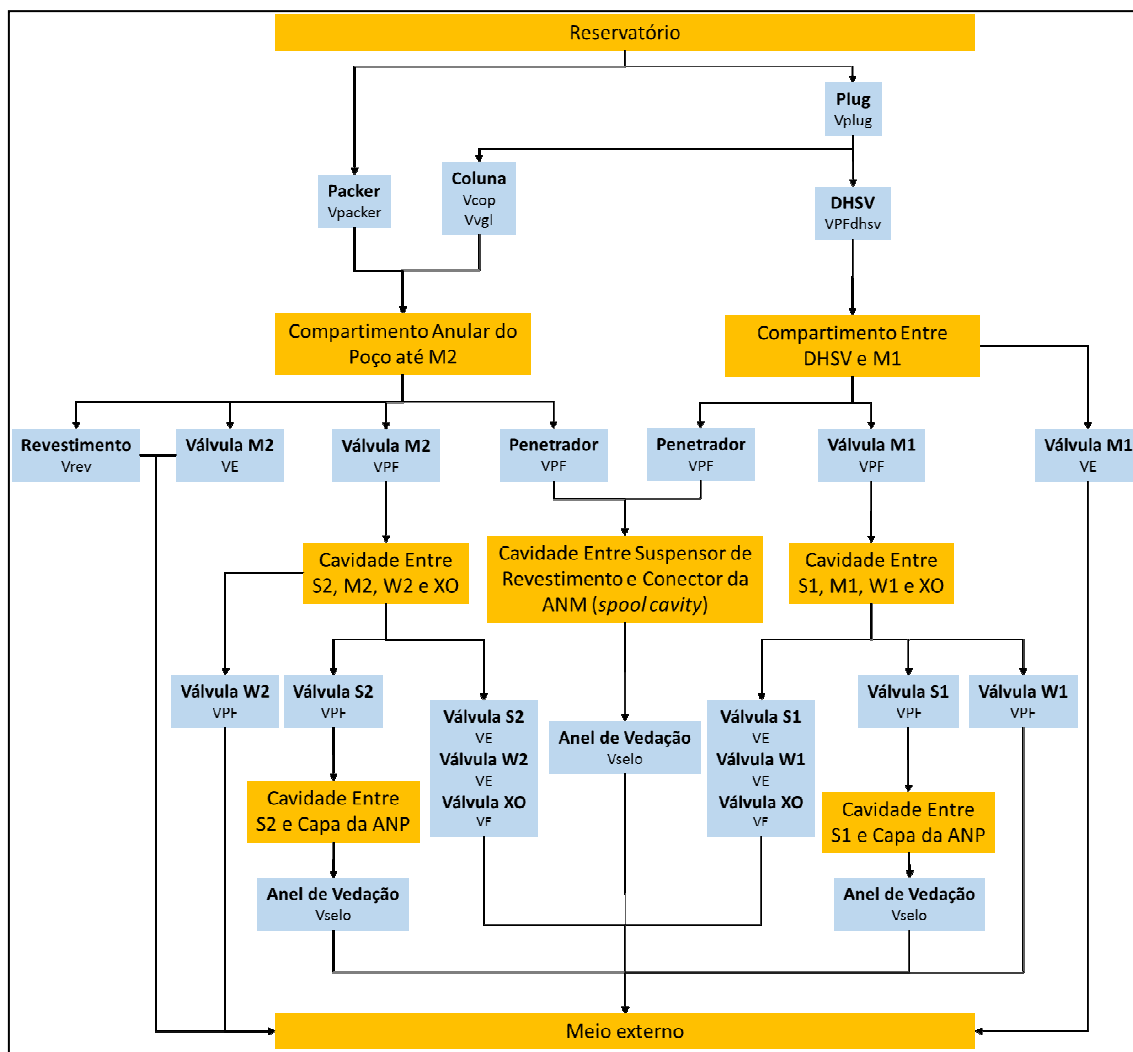 Reservatório
Plug
Vplug
Packer
Vpacker
Coluna
Vcop
Vvgl
DHSV
VPFdhsv
Compartimento Anular do
Poço até M2
Compartimento Entre
DHSV e M1
Revestimento
Vrev
Válvula M2
VE
Válvula M2
VPF
Penetrador
VPF
Penetrador
VPF
Válvula M1
VPF
Válvula M1
VE
Cavidade Entre
S2, M2, W2 e XO
Cavidade Entre Suspensor de
Revestimento e Conector da
ANM (spool cavity)
Cavidade Entre
S1, M1, W1 e XO
Válvula W2
VPF
Válvula S2
VPF
Válvula S2
VE
Válvula W2
VE
Válvula XO
VF
Anel de Vedação
Vselo
Válvula S1
VE
Válvula W1
VE
Válvula XO
VF
Válvula S1
VPF
Válvula W1
VPF
Cavidade Entre
S2 e Capa da ANP
Cavidade Entre
S1 e Capa da ANP
Anel de Vedação
Vselo
Anel de Vedação
Vselo
Meio externo